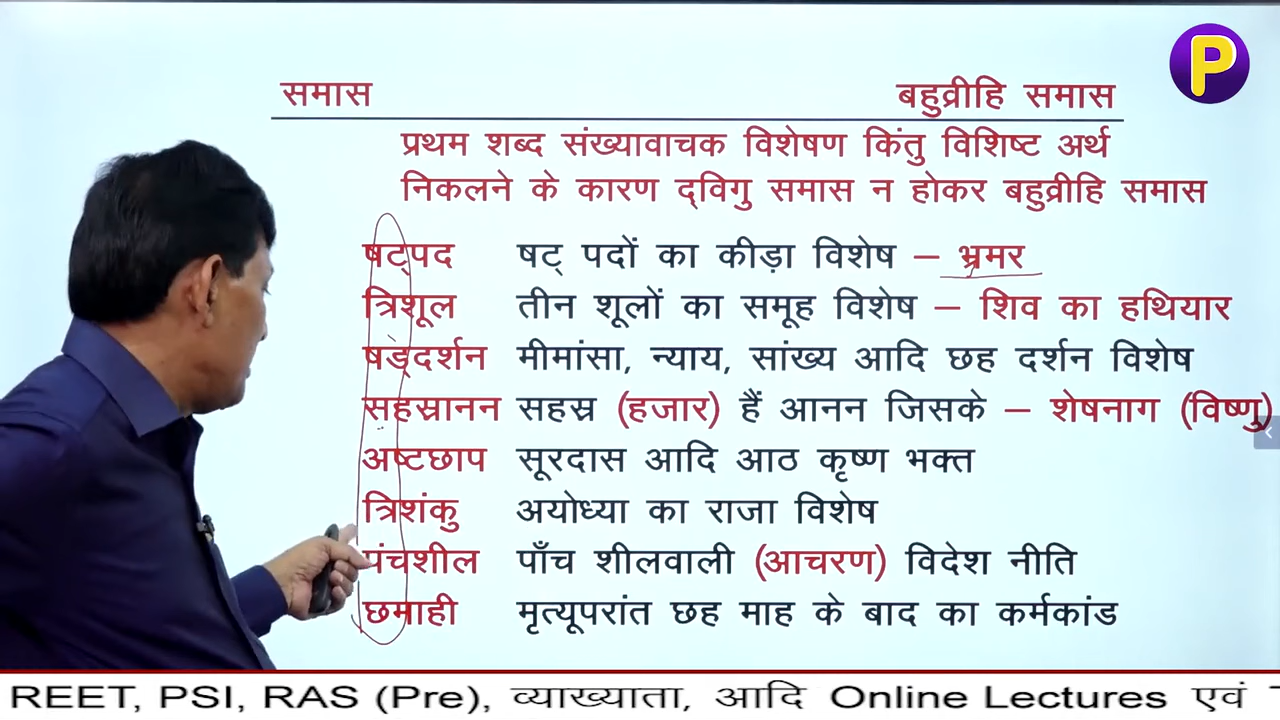 P
समास बहुव्रीहि समास
प्रथम शब्द संख्यावाचक विशेषण किंतु विशिष्ट अर्थ
निकलने के कारण द्‌विगु समास न होकर बहुव्रीहि समास
षट्पद षट् पदों का कीड़ा विशेष – भ्रमर
त्रिशूल तीन शूलों का समूह विशेष – शिव का हथियार
षड्दर्शन मीमांसा, न्याय, सांख्य आदि छह दर्शन विशेष
सहस्रानन सहस्र (हजार) हैं आनन जिसके – शेषनाग (विष्णु)
अष्टछाप सूरदास आदि आठ कृष्ण भक्त
त्रिशंकु अयोध्या का राजा विशेष
पंचशील पाँच शीलवाली (आचरण) विदेश नीति
छमाही मृत्यूपरांत छह माह के बाद का कर्मकांड
REET, PSI, RAS (Pre), व्याख्याता, आदि Online Lectures एवं